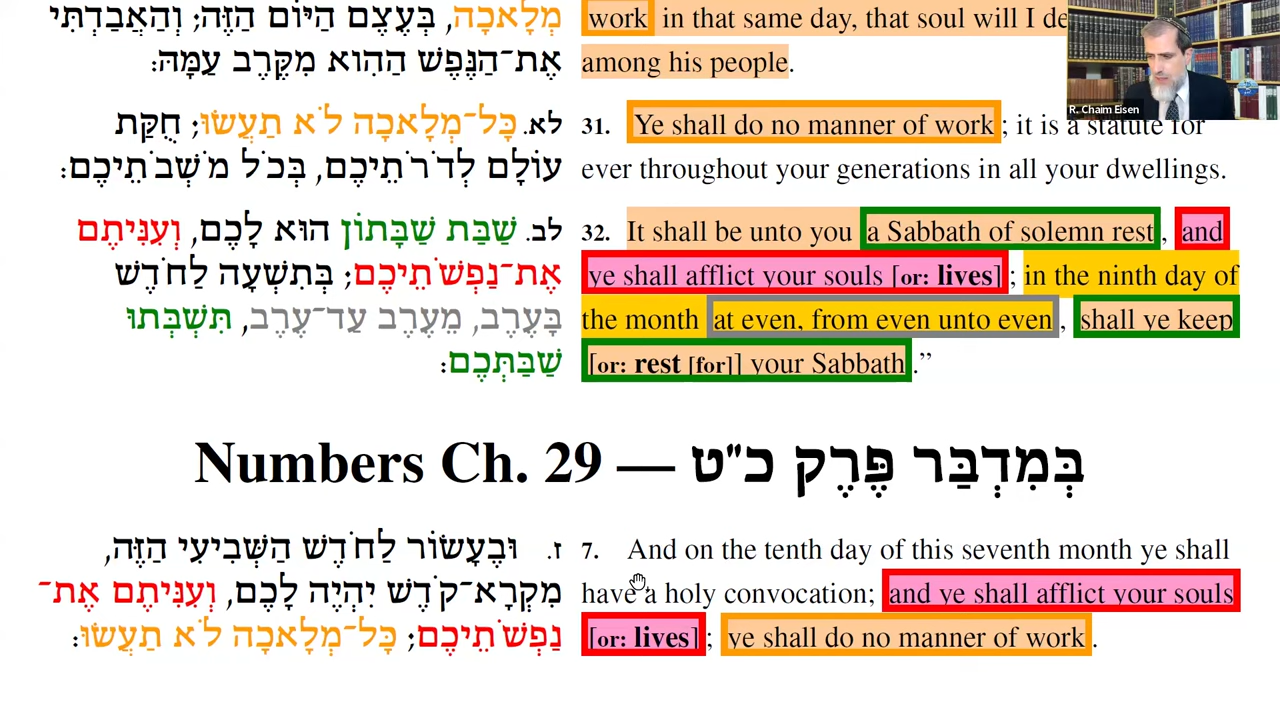 מְלָאכָה, בְּעֶצֶם הַיּוֹם הַזֶּה; וְהַאֲבַדְתִּי
אֶת־הַנֶּפֶשׁ הַהִוא מִקֶּרֶב עַמָּהּ:
work in that same day, that soul will I
among his people.
R. Chaim Eisen
לא. כָּל־מְלָאכָה לֹא תַעֲשׂוּ; חֻקַּת
עוֹלָם לְדֹרֹתֵיכֶם, בְּכֹל מֹשְׁבֹתֵיכֶם:
31. Ye shall do no manner of work; it is a statute for
ever throughout your generations in all your dwellings.
לב. שַׁבַּת שַׁבָּתוֹן הוּא לָכֶם, וְעִנִּיתֶם
אֶת־נַפְשֹׁתֵיכֶם; בְּתִשְׁעָה לַחֹדֶשׁ
בָּעֶרֶב, מֵעֶרֶב עַד־עֶרֶב, תִּשְׁבְּתוּ
שַׁבַּתְּכֶם:
32. It shall be unto you a Sabbath of solemn rest, and
ye shall afflict your souls [or: lives]; in the ninth day of
the month at even, from even unto even, shall ye keep
[or: rest [for]] your Sabbath.”
Numbers Ch. 29 — בְּמִדְבַּר פֶּרֶק כ"ט
ז. וּבֶעָשׂוֹר לַחֹדֶשׁ הַשְּׁבִיעִי הַזֶּה,
מִקְרָא־קֹדֶשׁ יִהְיֶה לָכֶם, וְעִנִּיתֶם אֶת־
נַפְשֹׁתֵיכֶם; כָּל־מְלָאכָה לֹא תַעֲשׂוּ:
7. And on the tenth day of this seventh month ye shall
have a holy convocation; and ye shall afflict your souls
[or: lives]; ye shall do no manner of work.